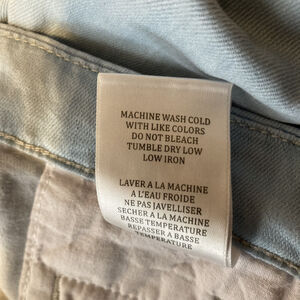 MACHINE WASH COLD
WITH LIKE COLORS
DO NOT BLEACH
TUMBLE DRY LOW
LOW IRON
LAVER A LA MACHINE
A L'EAU FROIDE
NE PAS JAVELLISER
SECHER A LA MACHINE
BASSE TEMPERATURE
REPASSER A BASSE
TEMPERATURE